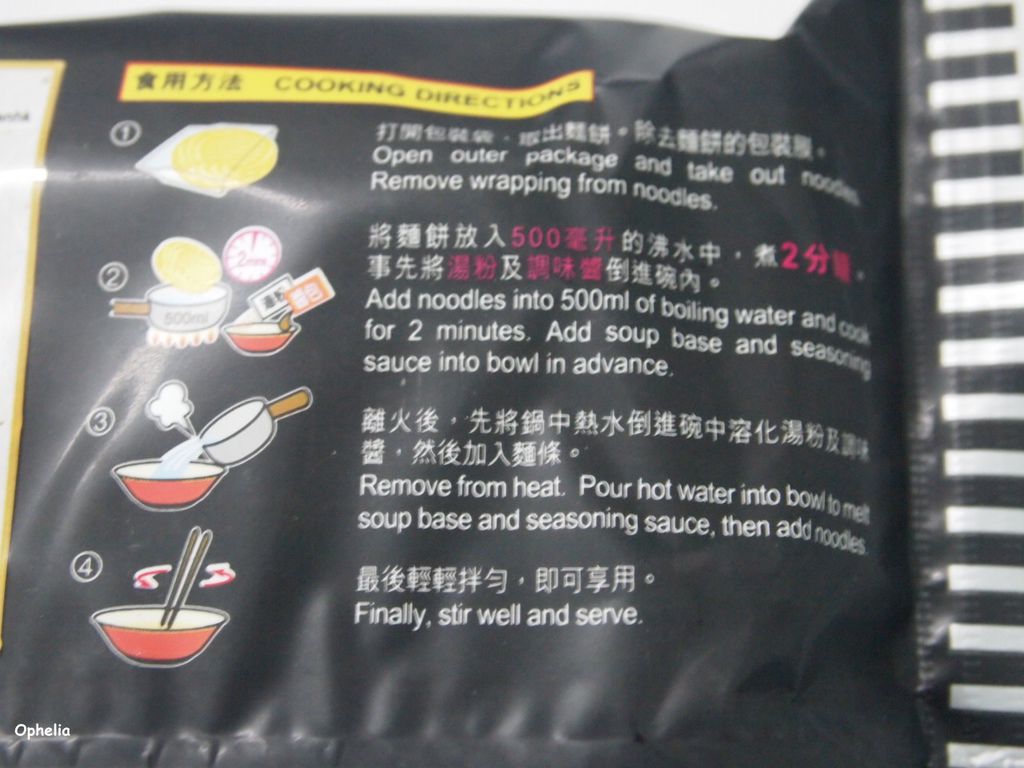 食用方法 COOKING DIRECTIONS
①
打開包裝袋，取出麵餅。除去麵餅的包裝膜。
Open outer package and take out noodles.
Remove wrapping from noodles.
②
2mins
500ml
將麵餅放入500毫升的沸水中，煮2分鐘，
事先將湯粉及調味醬倒進碗內。
Add noodles into 500ml of boiling water and cook
for 2 minutes. Add soup base and seasoning
sauce into bowl in advance.
③
離火後，先將鍋中熱水倒進碗中溶化湯粉及調味
醬，然後加入麵條。
Remove from heat. Pour hot water into bowl to melt
soup base and seasoning sauce, then add noodles.
④
最後輕輕拌勻，即可享用。
Finally, stir well and serve.
Ophelia